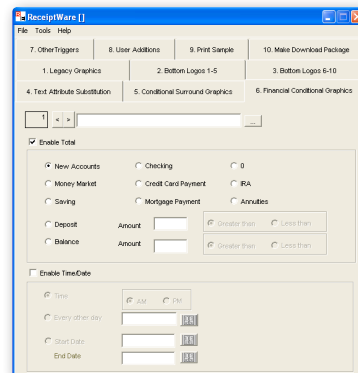 ReceiptWare []
File Tools Help
7. OtherTriggers 8. User Additions 9. Print Sample 10. Make Download Package
1. Legacy Graphics 2. Bottom Logos 1-5 3. Bottom Logos 6-10
4. Text Attribute Substitution 5. Conditional Surround Graphics 6. Financial Conditional Graphics
1 < > ...
Enable Total
New Accounts Checking 0
Money Market Credit Card Payment IRA
Saving Mortgage Payment Annuities
Deposit Amount Greater than Less than
Balance Amount Greater than Less than
Enable Time/Date
Time AM PM
Every other day
Start Date
End Date